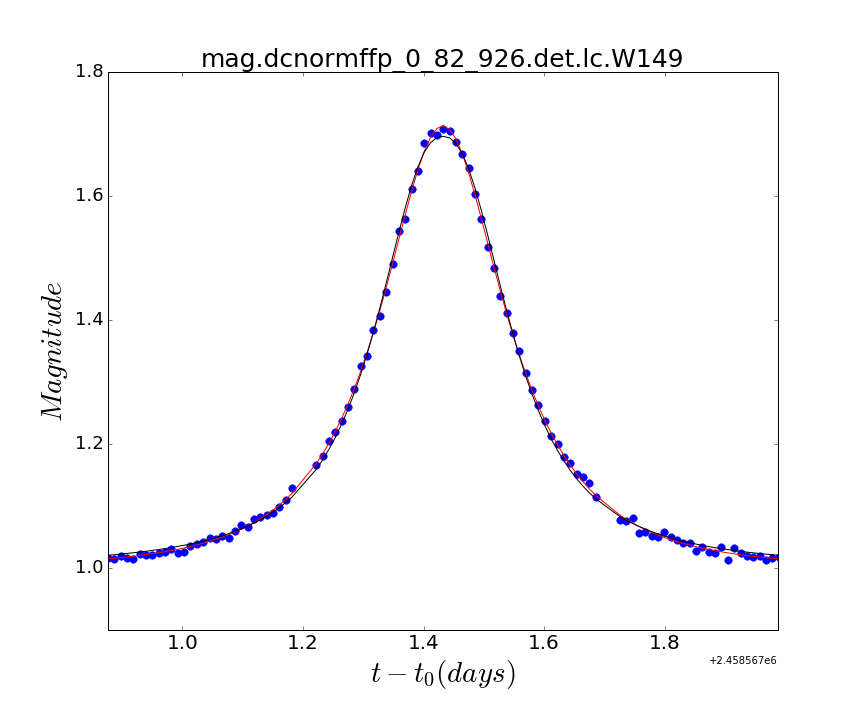 mag.dcnormffp_0_82_926.det.lc.W149
1.8
1.6
1.4
1.2
1.0
Magnitude
1.0 1.2 1.4 1.6 1.8
+2.458567e6
t − t₀(days)